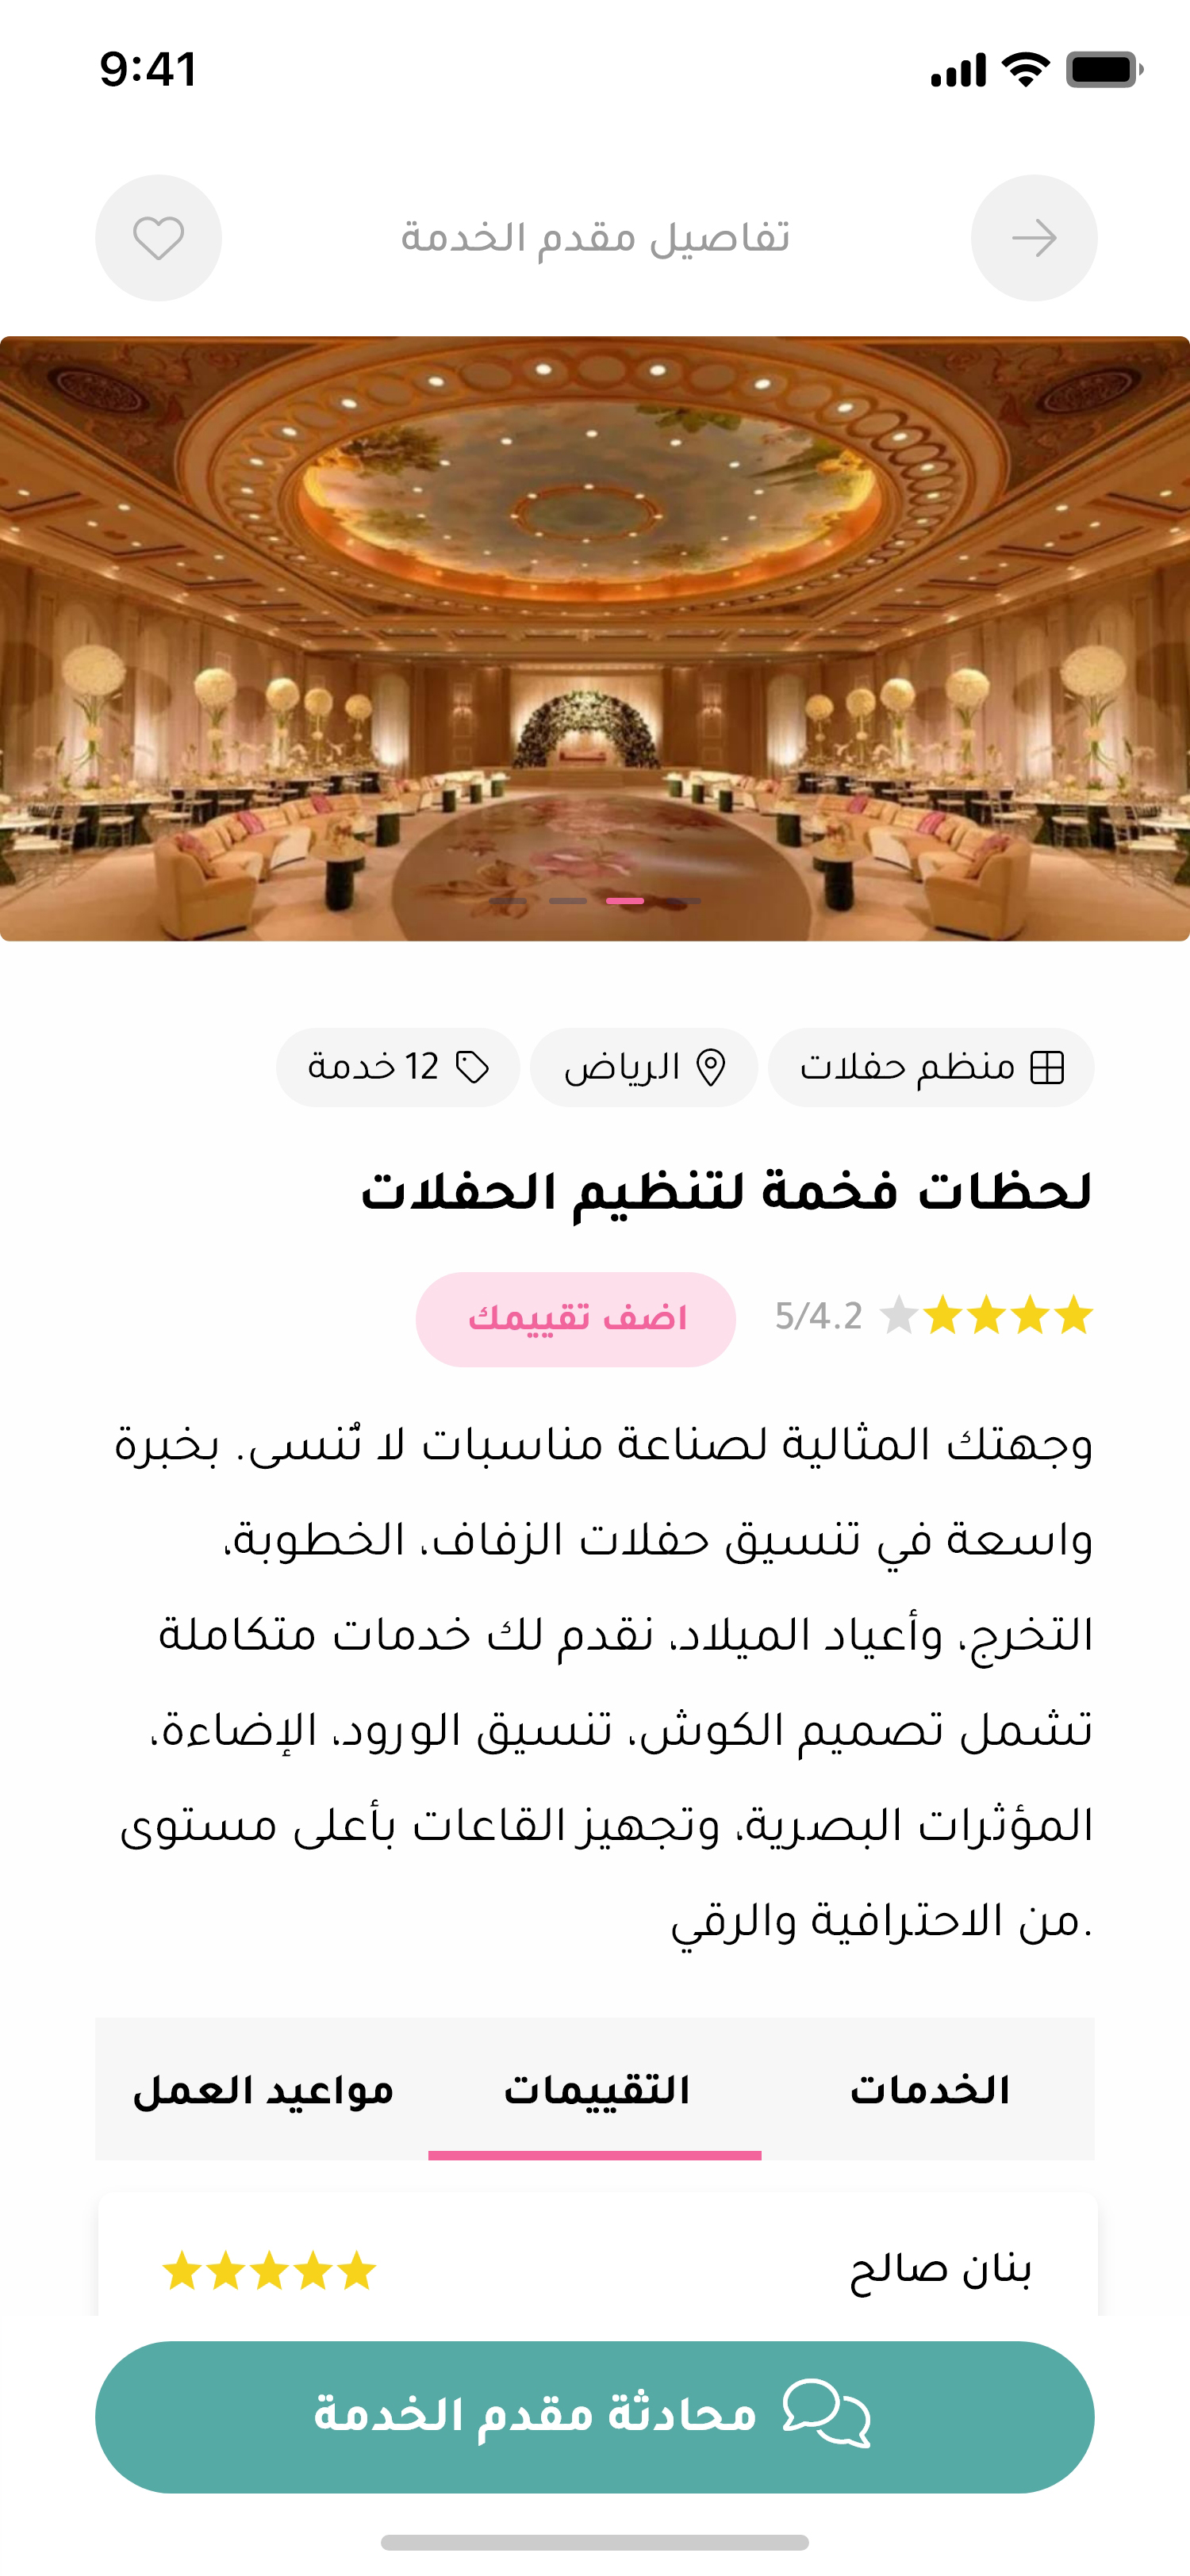 9:41
تفاصيل مقدم الخدمة
منظم حفلات
الرياض
12 خدمة
لحظات فخمة لتنظيم الحفلات
5/4.2
اضف تقييمك
وجهتك المثالية لصناعة مناسبات لا تُنسى. بخبرة
واسعة في تنسيق حفلات الزفاف، الخطوبة،
التخرج، وأعياد الميلاد، نقدم لك خدمات متكاملة
تشمل تصميم الكوش، تنسيق الورود، الإضاءة،
المؤثرات البصرية، وتجهيز القاعات بأعلى مستوى
.من الاحترافية والرقي
الخدمات
التقييمات
مواعيد العمل
بنان صالح
محادثة مقدم الخدمة